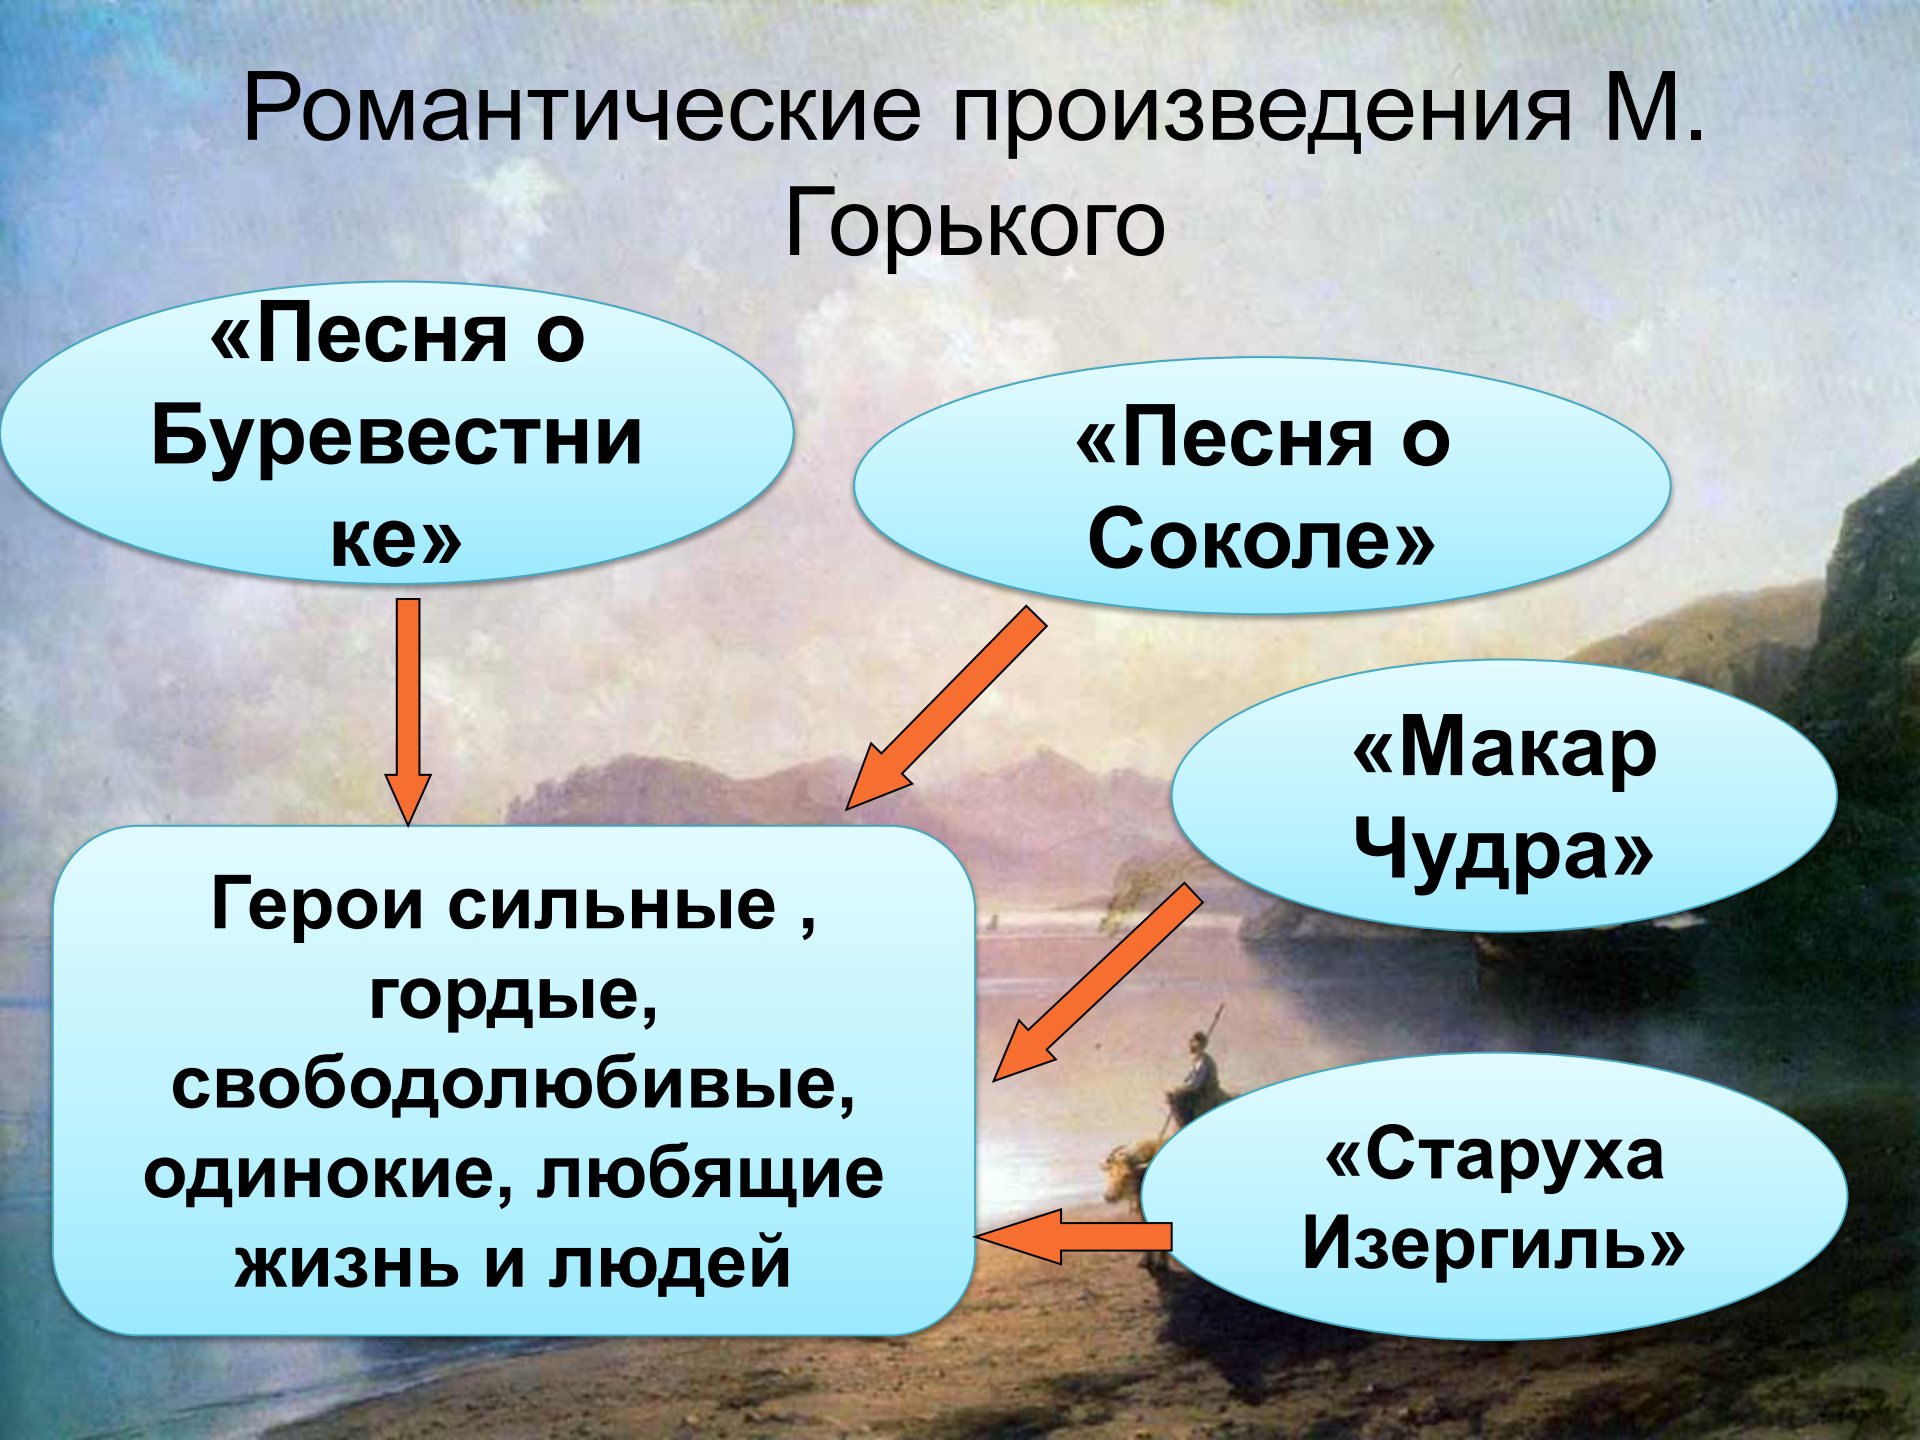 Романтические произведения М.
Горького
«Песня о
Буревестни
ке»
«Песня о
Соколе»
«Макар
Чудра»
Герои сильные ,
гордые,
свободолюбивые,
одинокие, любящие
жизнь и людей
«Старуха
Изергиль»